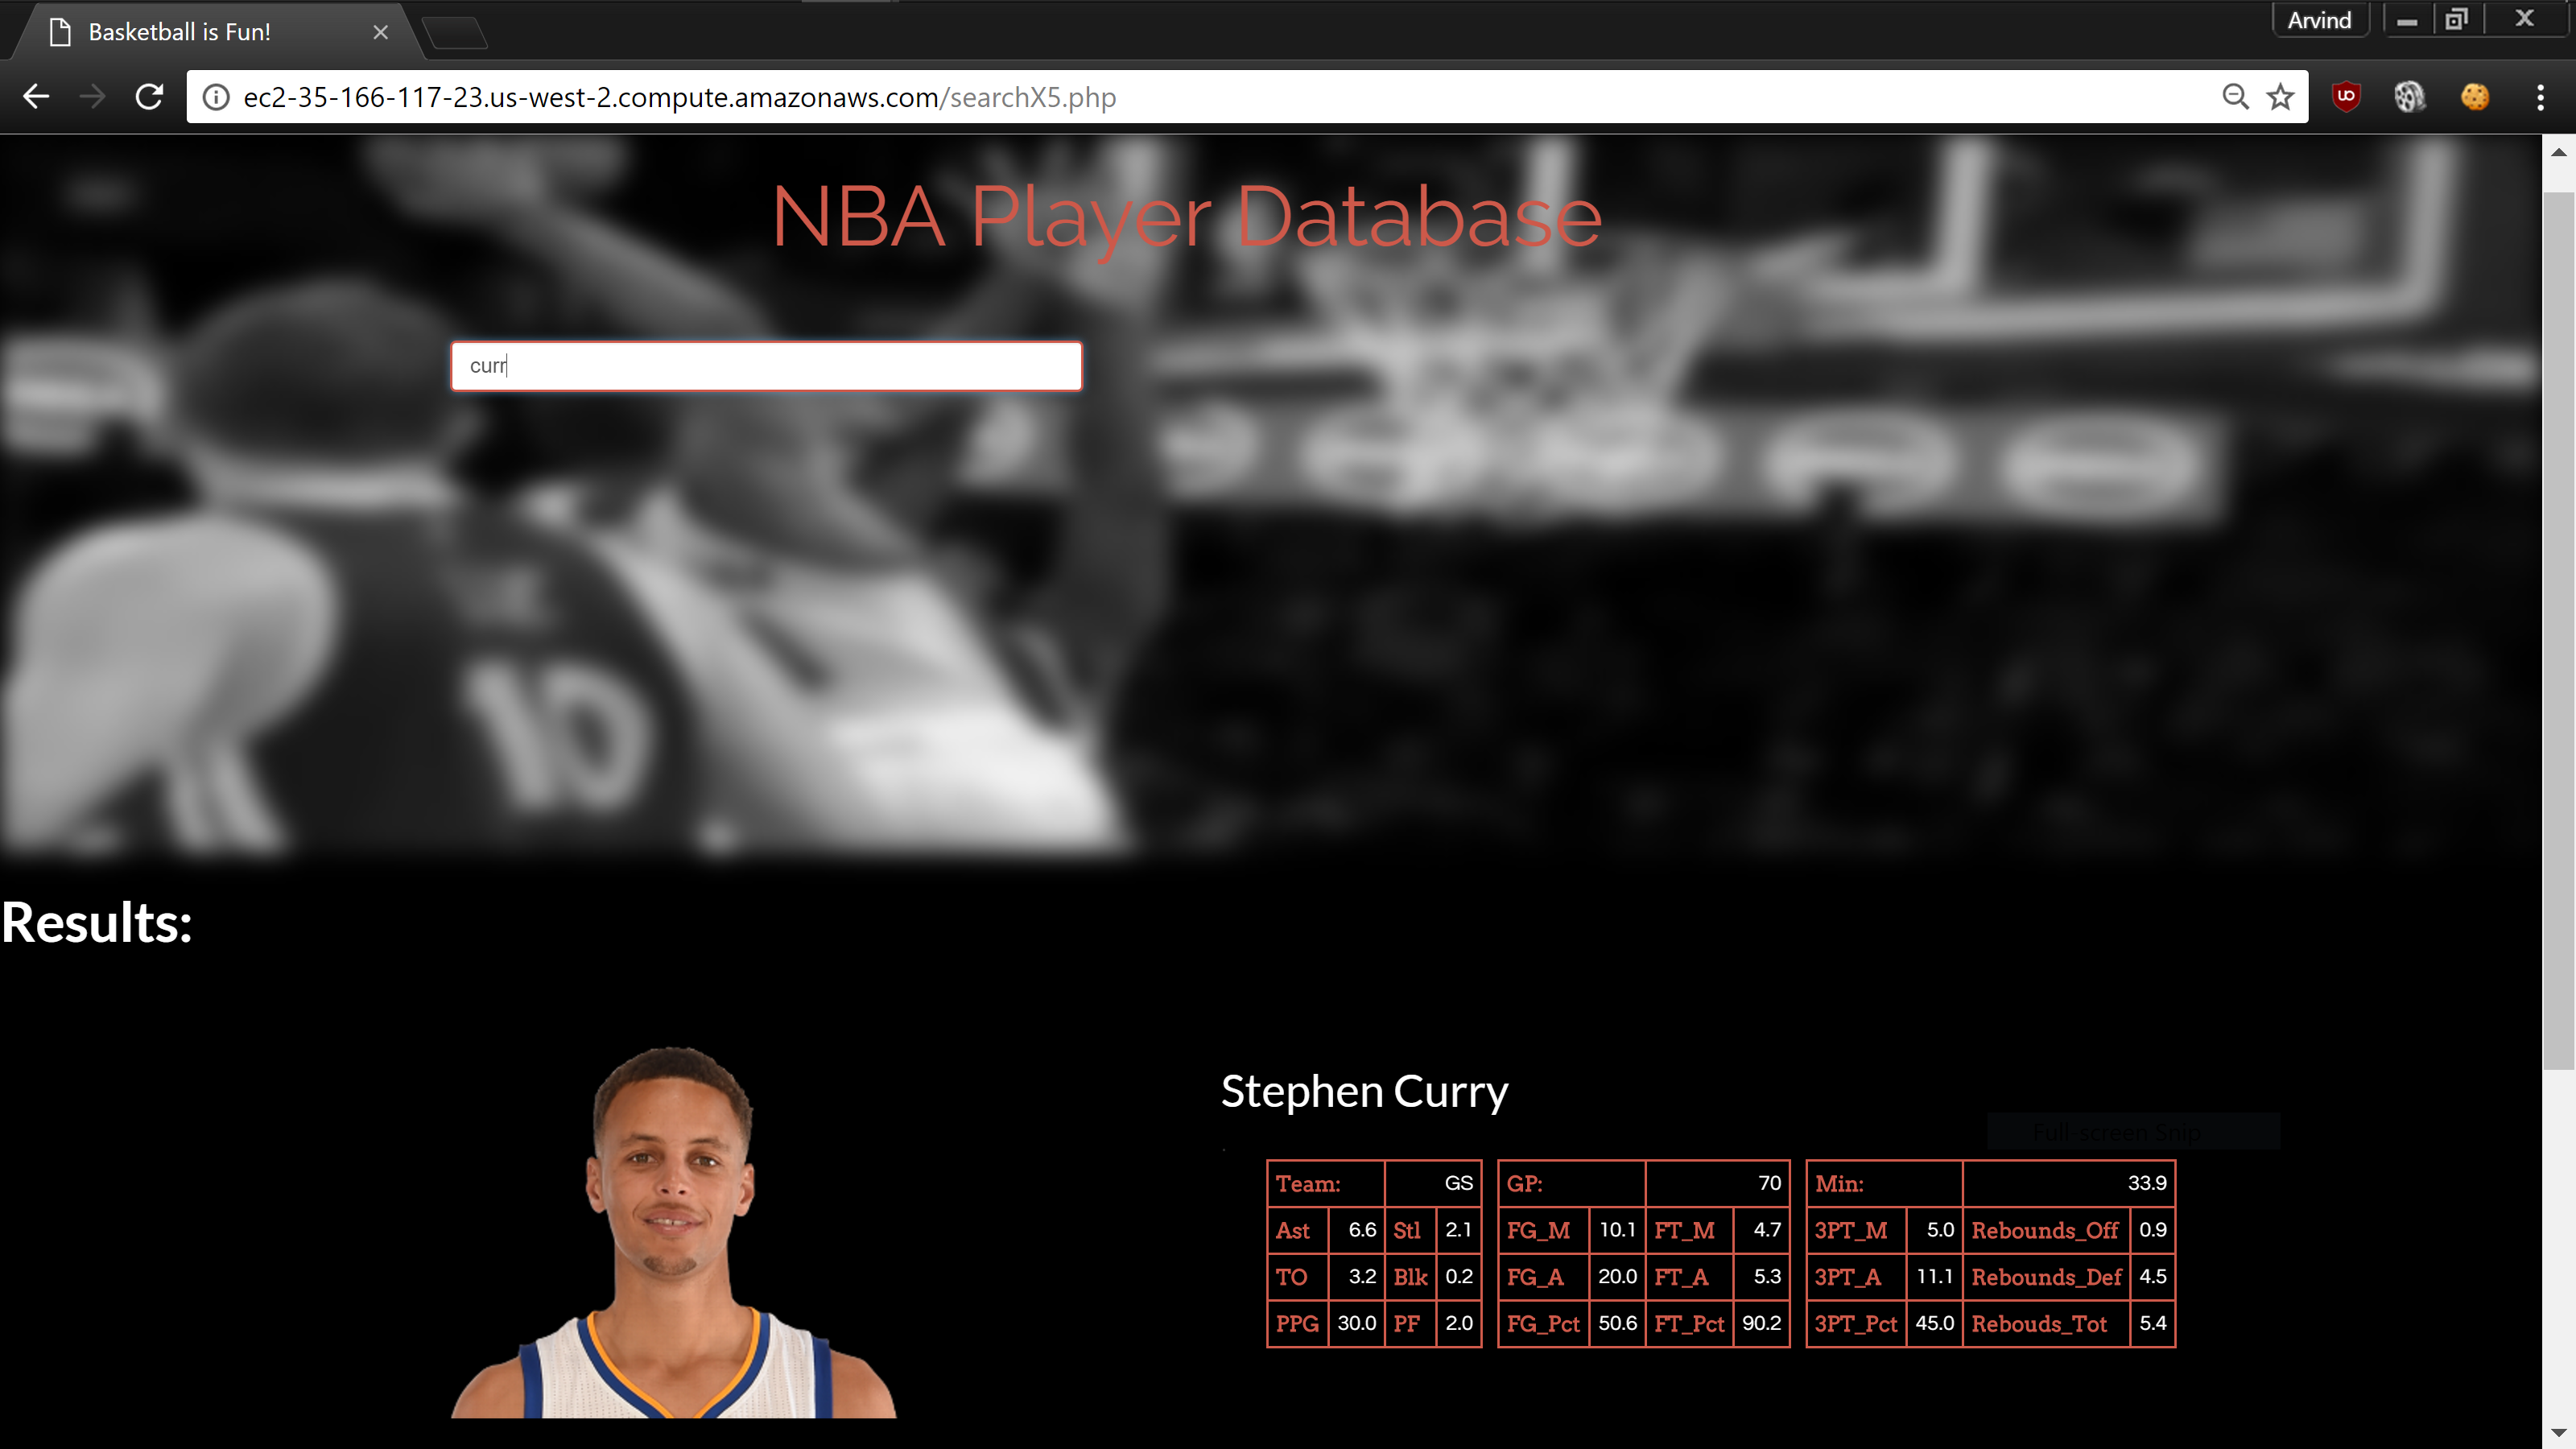 Basketball is Fun!
Arvind
ec2-35-166-117-23.us-west-2.compute.amazonaws.com/searchX5.php
NBA Player Database
curr
10
Results:
Stephen Curry
Full-screen Snip
Team: GS GP: 70 Min: 33.9
Ast 6.6 Stl 2.1 FG_M 10.1 FT_M 4.7 3PT_M 5.0 Rebounds_Off 0.9
TO 3.2 Blk 0.2 FG_A 20.0 FT_A 5.3 3PT_A 11.1 Rebounds_Def 4.5
PPG 30.0 PF 2.0 FG_Pct 50.6 FT_Pct 90.2 3PT_Pct 45.0 Rebouds_Tot 5.4